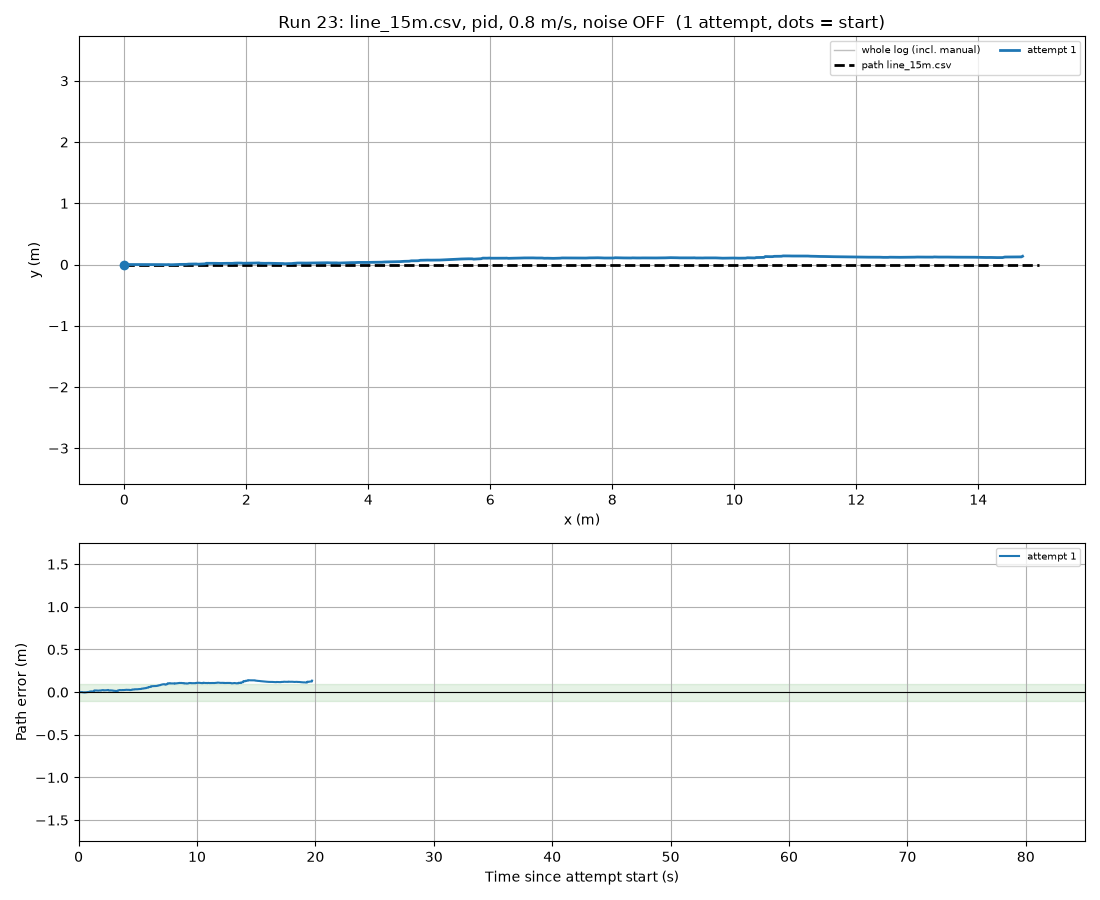 Run 23: line_15m.csv, pid, 0.8 m/s, noise OFF  (1 attempt, dots = start)
whole log (incl. manual)
path line_15m.csv
attempt 1
y (m)
3
2
1
0
−1
−2
−3
0 2 4 6 8 10 12 14
x (m)
attempt 1
Path error (m)
1.5
1.0
0.5
0.0
−0.5
−1.0
−1.5
0 10 20 30 40 50 60 70 80
Time since attempt start (s)